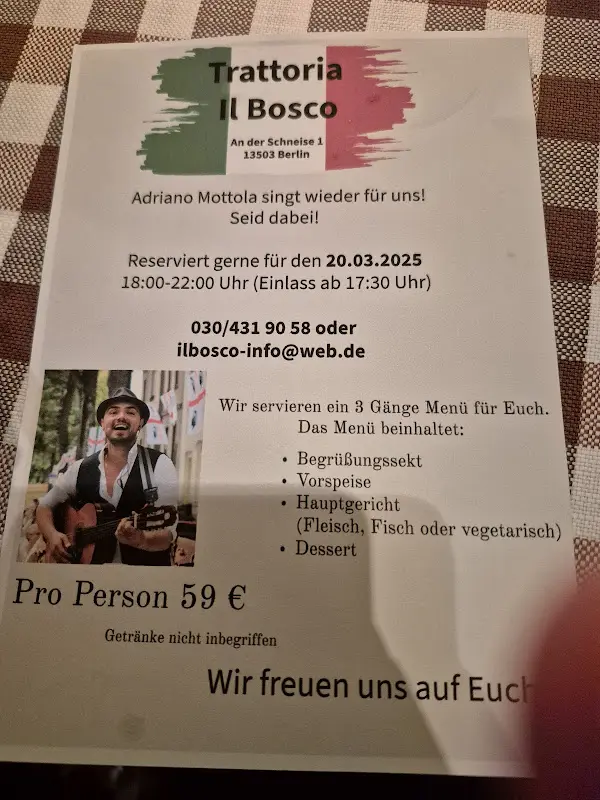 Trattoria
Il Bosco
An der Schneise 1
13503 Berlin
Adriano Mottola singt wieder für uns!
Seid dabei!
Reserviert gerne für den 20.03.2025
18:00-22:00 Uhr (Einlass ab 17:30 Uhr)
030/431 90 58 oder
ilbosco-info@web.de
Wir servieren ein 3 Gänge Menü für Euch.
Das Menü beinhaltet:
• Begrüßungssekt
• Vorspeise
• Hauptgericht
(Fleisch, Fisch oder vegetarisch)
• Dessert
Pro Person 59 €
Getränke nicht inbegriffen
Wir freuen uns auf Euch